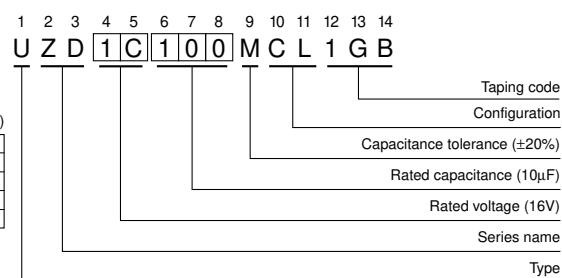 1 2 3 4 5 6 7 8 9 10 11 12 13 14
U Z D 1 C 1 0 0 M C L 1 G B
Taping code
Configuration
)
Capacitance tolerance (±20%)
Rated capacitance (10μF)
Rated voltage (16V)
Series name
Type